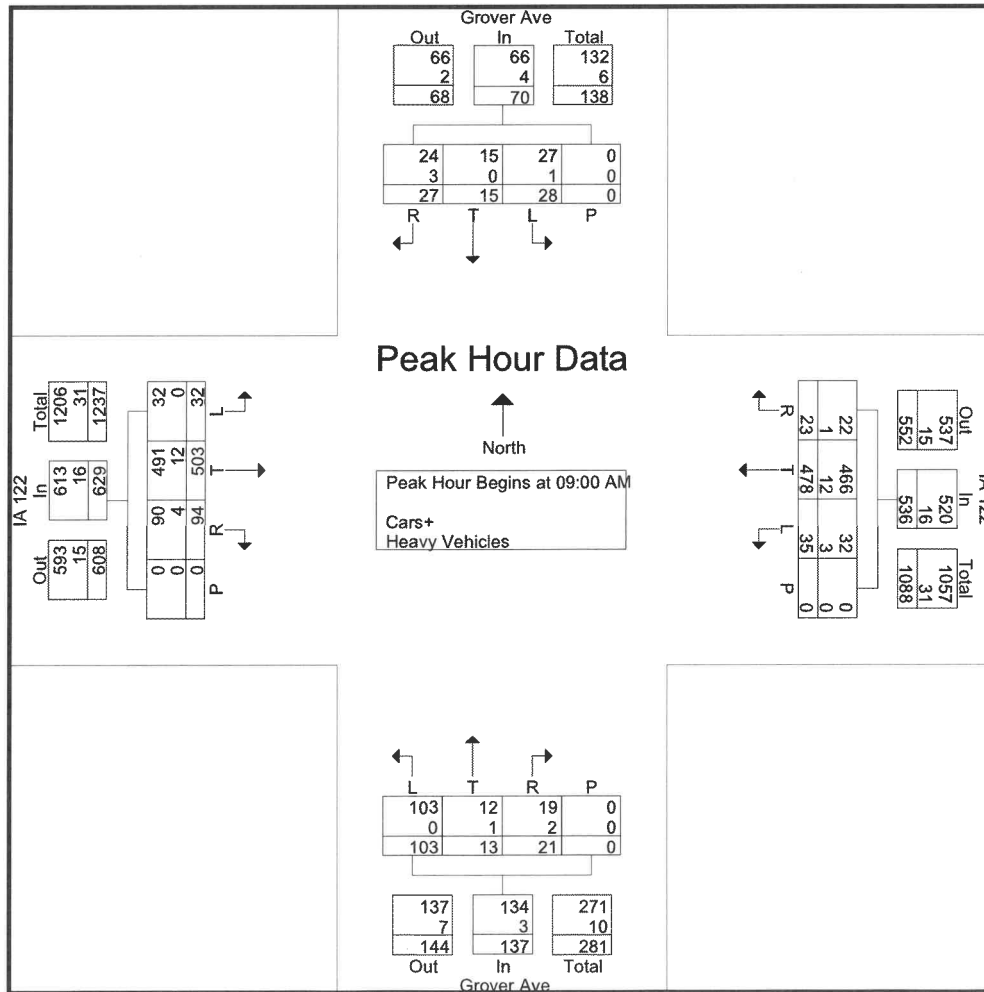 Grover Ave
Out In Total
66 66 132
2 4 6
68 70 138
24 15 27 0
3 0 1 0
27 15 28 0
R T L P
Peak Hour Data
North
Peak Hour Begins at 09:00 AM
Cars+
Heavy Vehicles
IA 122
Total In Out
1206 613 593
31 16 15
1237 629 608
32 491 90 0
0 12 4 0
32 503 94 0
L T R P
IA 122
Out In Total
537 520 1057
15 16 31
552 536 1088
22 466 32 0
1 12 3 0
23 478 35 0
R T L P
L T R P
103 12 19 0
0 1 2 0
103 13 21 0
137 134 271
7 3 10
144 137 281
Out In Total
Grover Ave